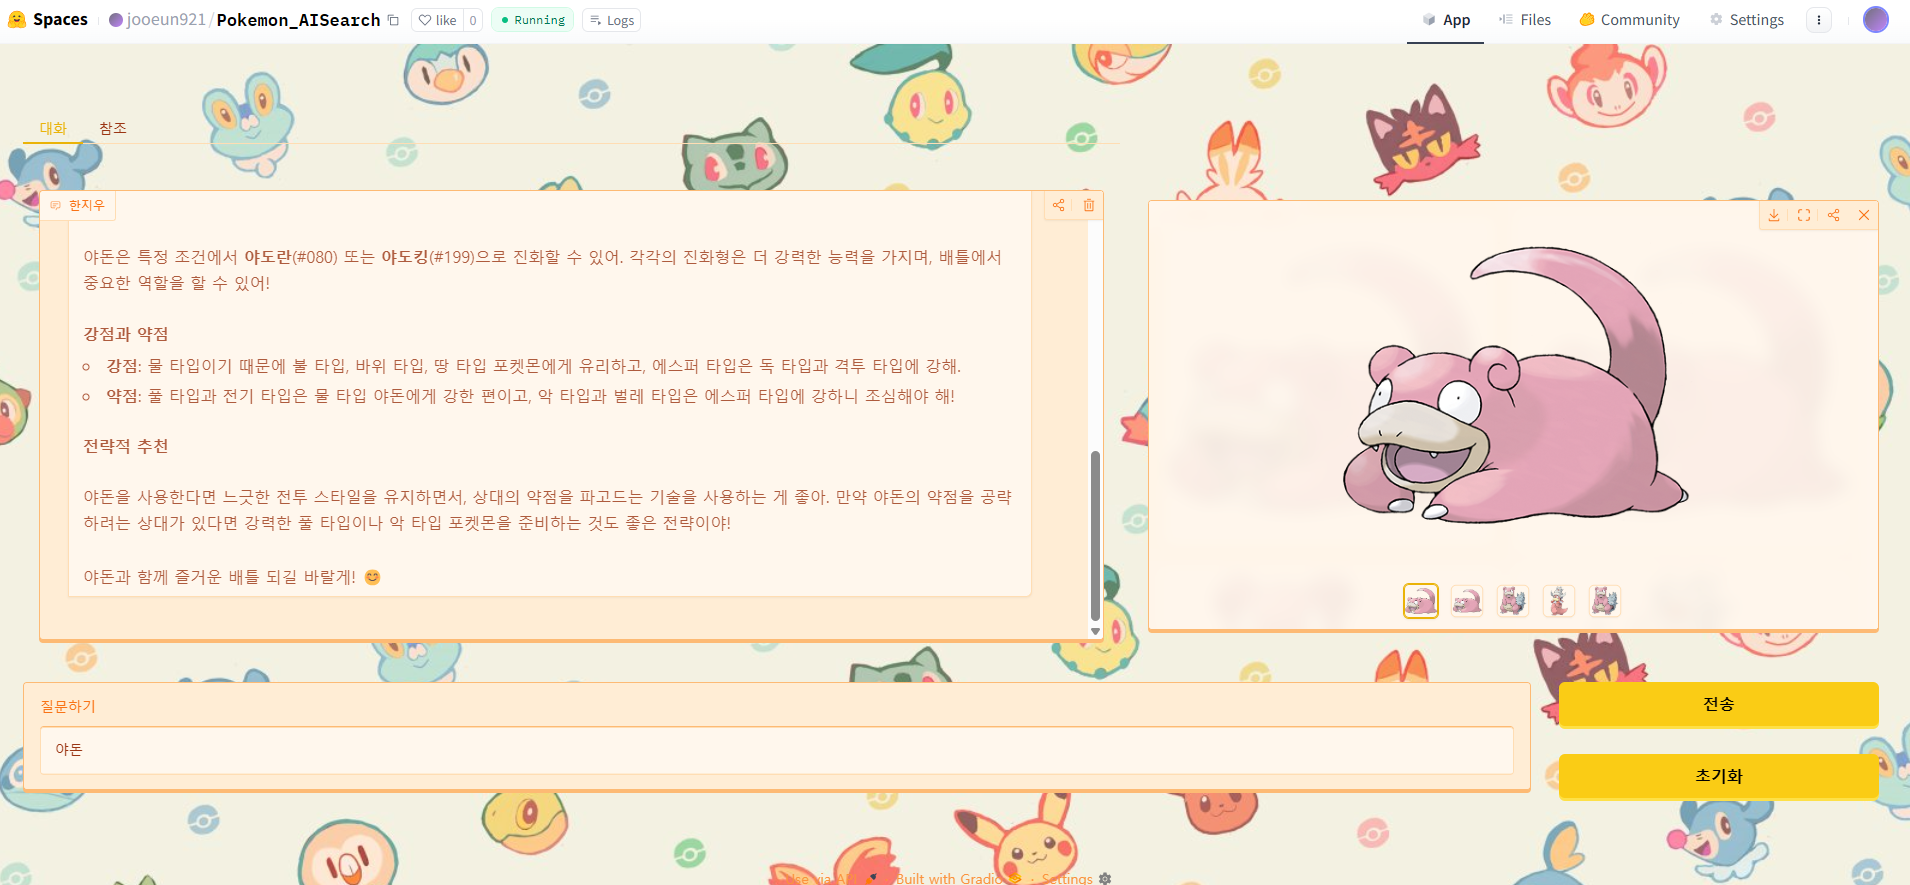 Spaces jooeun921/Pokemon_AISearch like 0 Running Logs App Files Community Settings
대화 참조
한지우
야돈은 특정 조건에서 야도란(#080) 또는 야도킹(#199)으로 진화할 수 있어. 각각의 진화형은 더 강력한 능력을 가지며, 배틀에서
중요한 역할을 할 수 있어!
강점과 약점
강점: 물 타입이기 때문에 불 타입, 바위 타입, 땅 타입 포켓몬에게 유리하고, 에스퍼 타입은 독 타입과 격투 타입에 강해.
약점: 풀 타입과 전기 타입은 물 타입 야돈에게 강한 편이고, 악 타입과 벌레 타입은 에스퍼 타입에 강하니 조심해야 해!
전략적 추천
야돈을 사용한다면 느긋한 전투 스타일을 유지하면서, 상대의 약점을 파고드는 기술을 사용하는 게 좋아. 만약 야돈의 약점을 공략
하려는 상대가 있다면 강력한 풀 타입이나 악 타입 포켓몬을 준비하는 것도 좋은 전략이야!
야돈과 함께 즐거운 배틀 되길 바랄게! 😊
질문하기
야돈
전송
초기화
Use via API · Built with Gradio · Settings